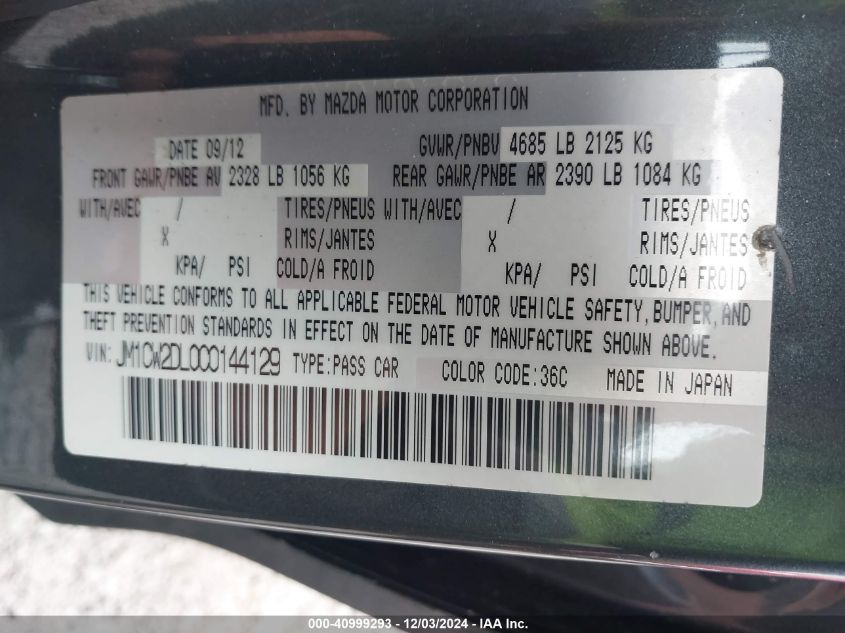 MFD. BY MAZDA MOTOR CORPORATION
DATE 09/12 GVWR/PNBV 4685 LB 2125 KG
FRONT GAWR/PNBE AV 2328 LB 1056 KG REAR GAWR/PNBE AR 2390 LB 1084 KG
WITH/AVEC / TIRES/PNEUS WITH/AVEC / TIRES/PNEUS
X RIMS/JANTES X RIMS/JANTES
KPA/ PSI COLD/A FROID KPA/ PSI COLD/A FROID
THIS VEHICLE CONFORMS TO ALL APPLICABLE FEDERAL MOTOR VEHICLE SAFETY, BUMPER, AND
THEFT PREVENTION STANDARDS IN EFFECT ON THE DATE OF MANUFACTURE SHOWN ABOVE.
VIN: JM1CW2DL0C0144129 TYPE:PASS CAR COLOR CODE:36C MADE IN JAPAN
000-40999293 - 12/03/2024 - IAA Inc.